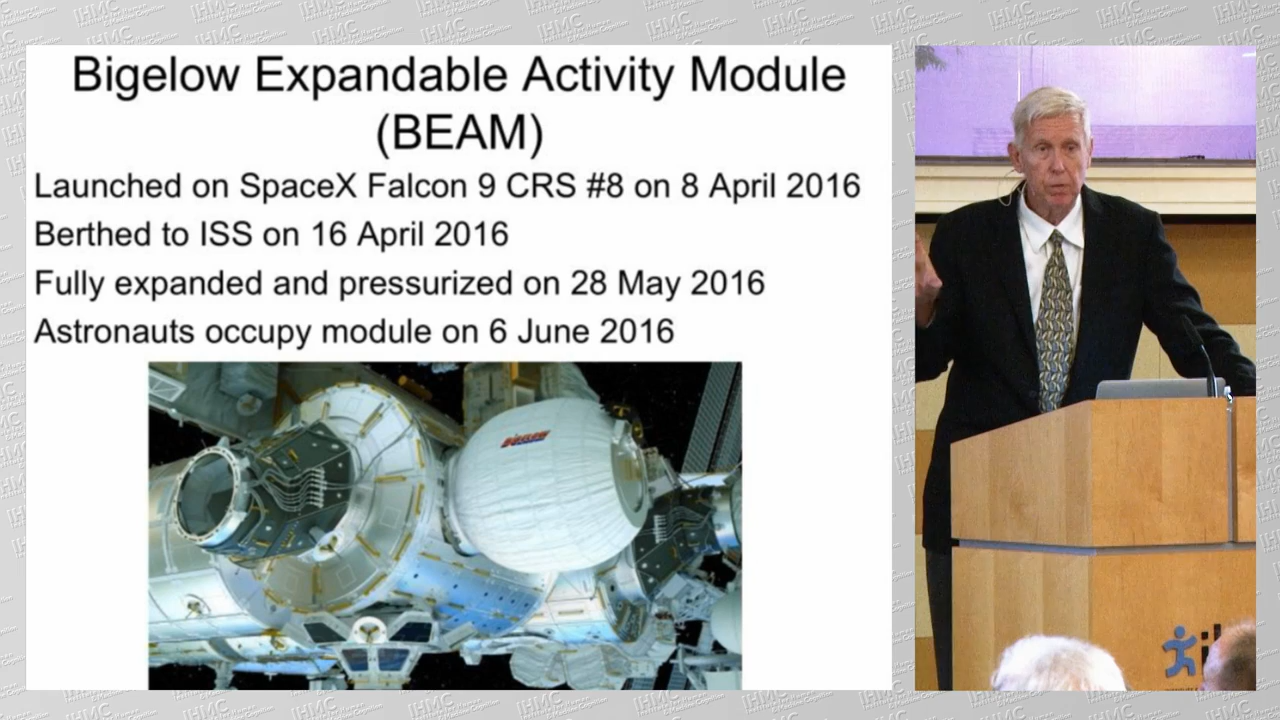 Bigelow Expandable Activity Module
(BEAM)
Launched on SpaceX Falcon 9 CRS #8 on 8 April 2016
Berthed to ISS on 16 April 2016
Fully expanded and pressurized on 28 May 2016
Astronauts occupy module on 6 June 2016
IHMC